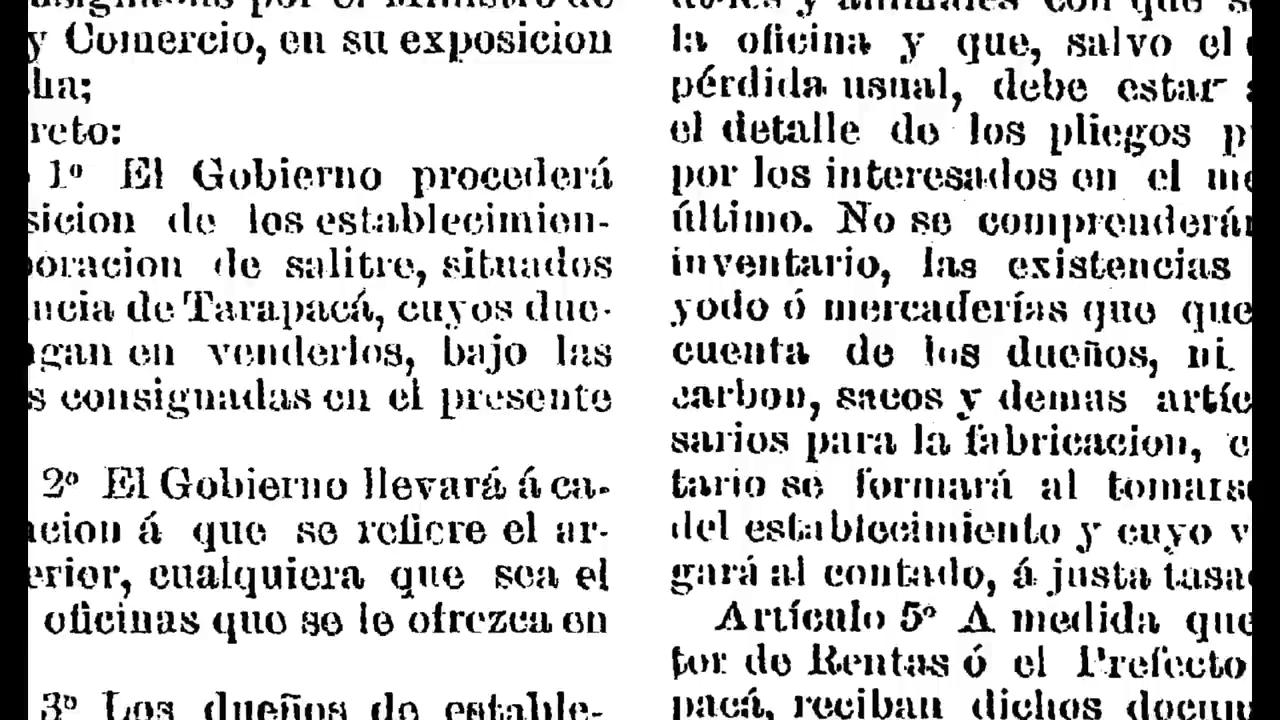 y Comercio, en su exposicion
ha;
reto:
1º El Gobierno procederá
sicion de los establecimien-
oracion de salitre, situados
ncia de Tarapacá, cuyos due-
ngan en venderlos, bajo las
s consignadas en el presente
2º El Gobierno llevará á ca-
acion á que se refiere el ar-
erior, cualquiera que sea el
oficinas que se le ofrezca en
3º Los dueños de estable-
la oficina y que, salvo el
pérdida usual, debe estar
el detalle de los pliegos p
por los interesados en el me
último. No se comprenderán
inventario, las existencias
yodo ó mercaderías que que
cuenta de los dueños, ni
carbon, sacos y demas artíc
sarios para la fabricacion, c
tario se formará al tomarse
del establecimiento y cuyo v
gará al contado, á justa tasa
Artículo 5º A medida que
tor de Rentas ó el Prefecto
pacá, reciban dichos docum